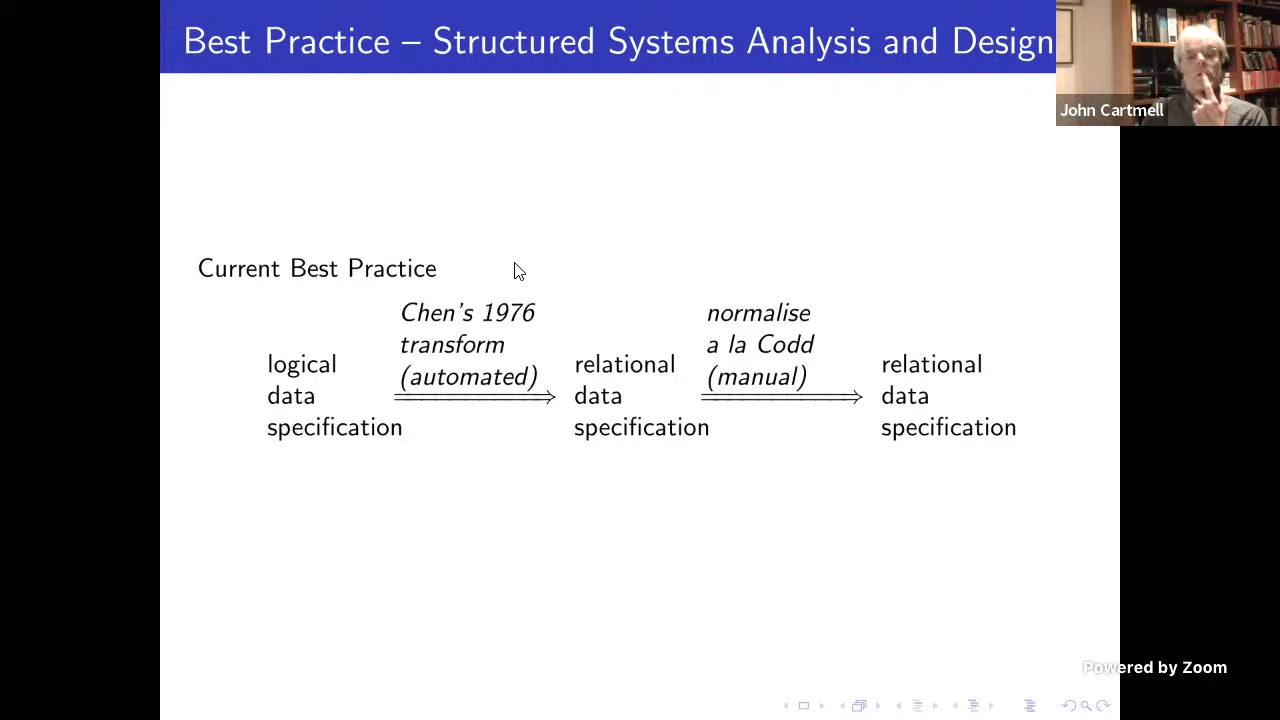 Best Practice – Structured Systems Analysis and Design
John Cartmell
Current Best Practice
Chen's 1976
transform
(automated)
normalise
a la Codd
(manual)
logical
data
specification
relational
data
specification
relational
data
specification
Powered by Zoom